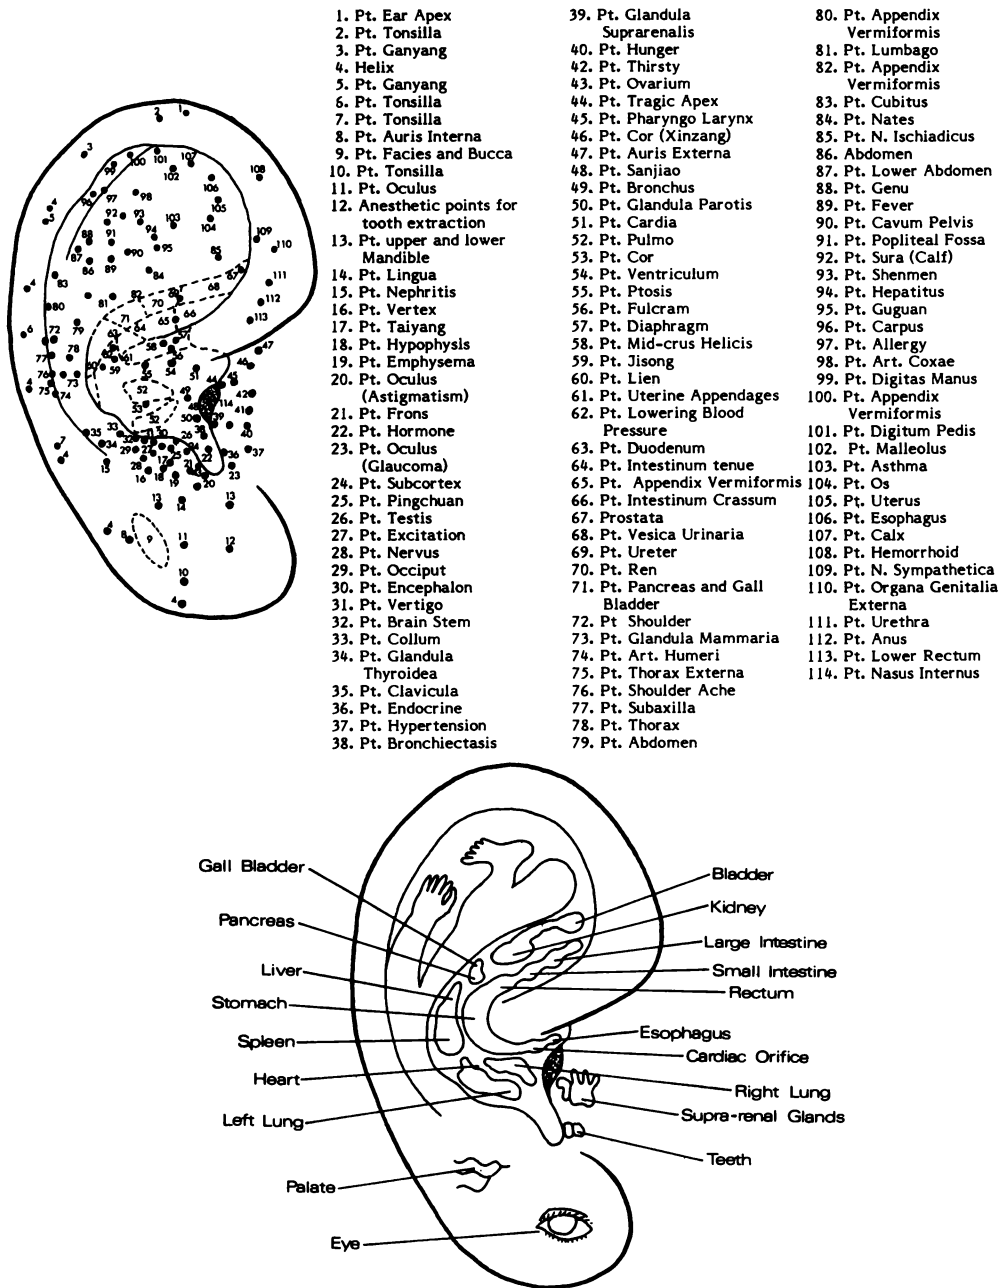 1. Pt. Ear Apex
2. Pt. Tonsilla
3. Pt. Ganyang
4. Helix
5. Pt. Ganyang
6. Pt. Tonsilla
7. Pt. Tonsilla
8. Pt. Auris Interna
9. Pt. Facies and Bucca
10. Pt. Tonsilla
11. Pt. Oculus
12. Anesthetic points for
tooth extraction
13. Pt. upper and lower
Mandible
14. Pt. Lingua
15. Pt. Nephritis
16. Pt. Vertex
17. Pt. Taiyang
18. Pt. Hypophysis
19. Pt. Emphysema
20. Pt. Oculus
(Astigmatism)
21. Pt. Frons
22. Pt. Hormone
23. Pt. Oculus
(Glaucoma)
24. Pt. Subcortex
25. Pt. Pingchuan
26. Pt. Testis
27. Pt. Excitation
28. Pt. Nervus
29. Pt. Occiput
30. Pt. Encephalon
31. Pt. Vertigo
32. Pt. Brain Stem
33. Pt. Collum
34. Pt. Glandula
Thyroidea
35. Pt. Clavicula
36. Pt. Endocrine
37. Pt. Hypertension
38. Pt. Bronchiectasis
39. Pt. Glandula
Suprarenalis
40. Pt. Hunger
42. Pt. Thirsty
43. Pt. Ovarium
44. Pt. Tragic Apex
45. Pt. Pharyngo Larynx
46. Pt. Cor (Xinzang)
47. Pt. Auris Externa
48. Pt. Sanjiao
49. Pt. Bronchus
50. Pt. Glandula Parotis
51. Pt. Cardia
52. Pt. Pulmo
53. Pt. Cor
54. Pt. Ventriculum
55. Pt. Ptosis
56. Pt. Fulcram
57. Pt. Diaphragm
58. Pt. Mid-crus Helicis
59. Pt. Jisong
60. Pt. Lien
61. Pt. Uterine Appendages
62. Pt. Lowering Blood
Pressure
63. Pt. Duodenum
64. Pt. Intestinum tenue
65. Pt. Appendix Vermiformis
66. Pt. Intestinum Crassum
67. Prostata
68. Pt. Vesica Urinaria
69. Pt. Ureter
70. Pt. Ren
71. Pt. Pancreas and Gall
Bladder
72. Pt Shoulder
73. Pt. Glandula Mammaria
74. Pt. Art. Humeri
75. Pt. Thorax Externa
76. Pt. Shoulder Ache
77. Pt. Subaxilla
78. Pt. Thorax
79. Pt. Abdomen
80. Pt. Appendix
Vermiformis
81. Pt. Lumbago
82. Pt. Appendix
Vermiformis
83. Pt. Cubitus
84. Pt. Nates
85. Pt. N. Ischiadicus
86. Abdomen
87. Pt. Lower Abdomen
88. Pt. Genu
89. Pt. Fever
90. Pt. Cavum Pelvis
91. Pt. Popliteal Fossa
92. Pt. Sura (Calf)
93. Pt. Shenmen
94. Pt. Hepatitus
95. Pt. Guguan
96. Pt. Carpus
97. Pt. Allergy
98. Pt. Art. Coxae
99. Pt. Digitas Manus
100. Pt. Appendix
Vermiformis
101. Pt. Digitum Pedis
102. Pt. Malleolus
103. Pt. Asthma
104. Pt. Os
105. Pt. Uterus
106. Pt. Esophagus
107. Pt. Calx
108. Pt. Hemorrhoid
109. Pt. N. Sympathetica
110. Pt. Organa Genitalia
Externa
111. Pt. Urethra
112. Pt. Anus
113. Pt. Lower Rectum
114. Pt. Nasus Internus
Gall Bladder
Pancreas
Liver
Stomach
Spleen
Heart
Left Lung
Palate
Eye
Bladder
Kidney
Large Intestine
Small Intestine
Rectum
Esophagus
Cardiac Orifice
Right Lung
Supra-renal Glands
Teeth